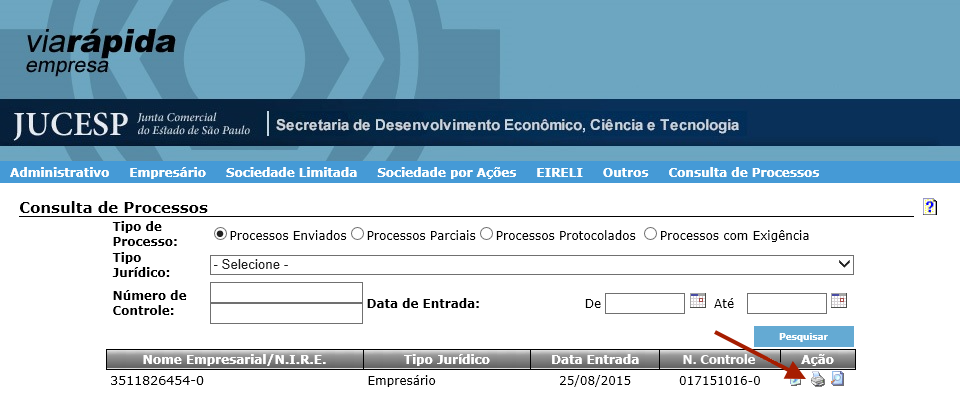 viarápida
empresa
JUCESP Junta Comercial do Estado de São Paulo Secretaria de Desenvolvimento Econômico, Ciência e Tecnologia
Administrativo Empresário Sociedade Limitada Sociedade por Ações EIRELI Outros Consulta de Processos
Consulta de Processos ?
Tipo de Processo: Processos Enviados Processos Parciais Processos Protocolados Processos com Exigência
Tipo Jurídico: - Selecione -
Número de Controle: Data de Entrada: De Até
Pesquisar
Nome Empresarial/N.I.R.E. Tipo Jurídico Data Entrada N. Controle Ação
3511826454-0 Empresário 25/08/2015 017151016-0